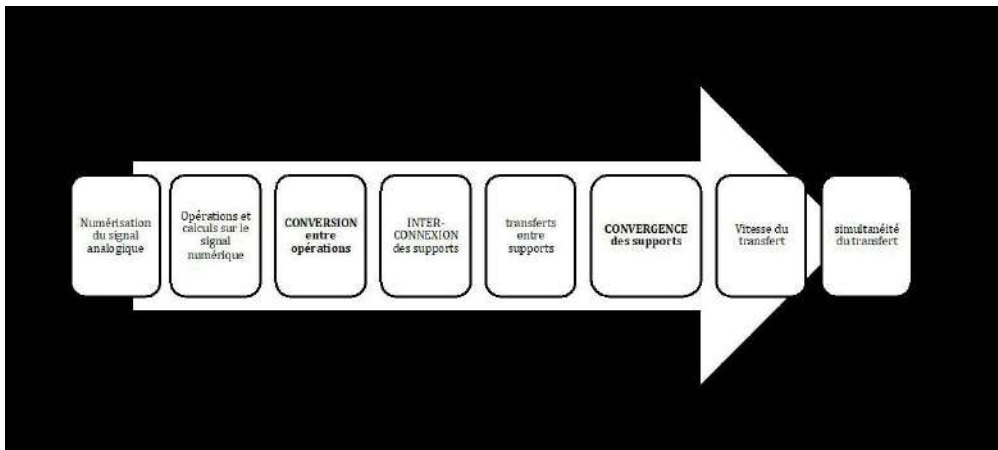 Numérisation
du signal
analogique
Opérations et
calculs sur le
signal
numérique
CONVERSION
entre
opérations
INTER-
CONNEXION
des supports
transferts
entre
supports
CONVERGENCE
des supports
Vitesse du
transfert
simultanéité
du transfert